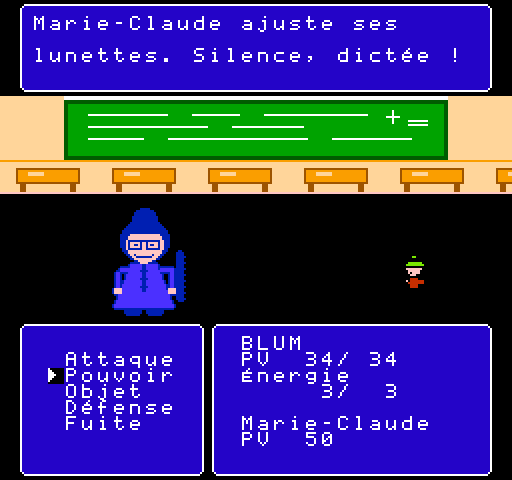 Marie-Claude ajuste ses
lunettes. Silence, dictée !
Attaque
Pouvoir
Objet
Défense
Fuite
BLUM
PV 34/ 34
Énergie
3/ 3
Marie-Claude
PV 50